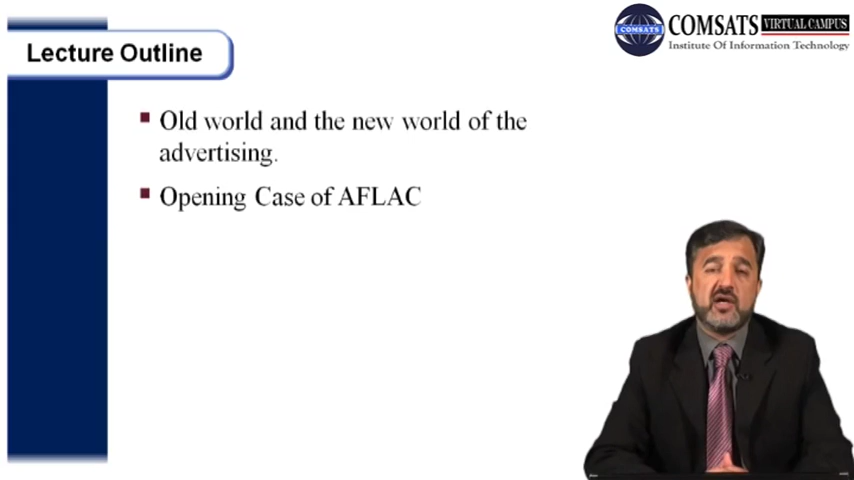 Lecture Outline
COMSATS
COMSATS VIRTUAL CAMPUS
Institute Of Information Technology
Old world and the new world of the
advertising.
Opening Case of AFLAC